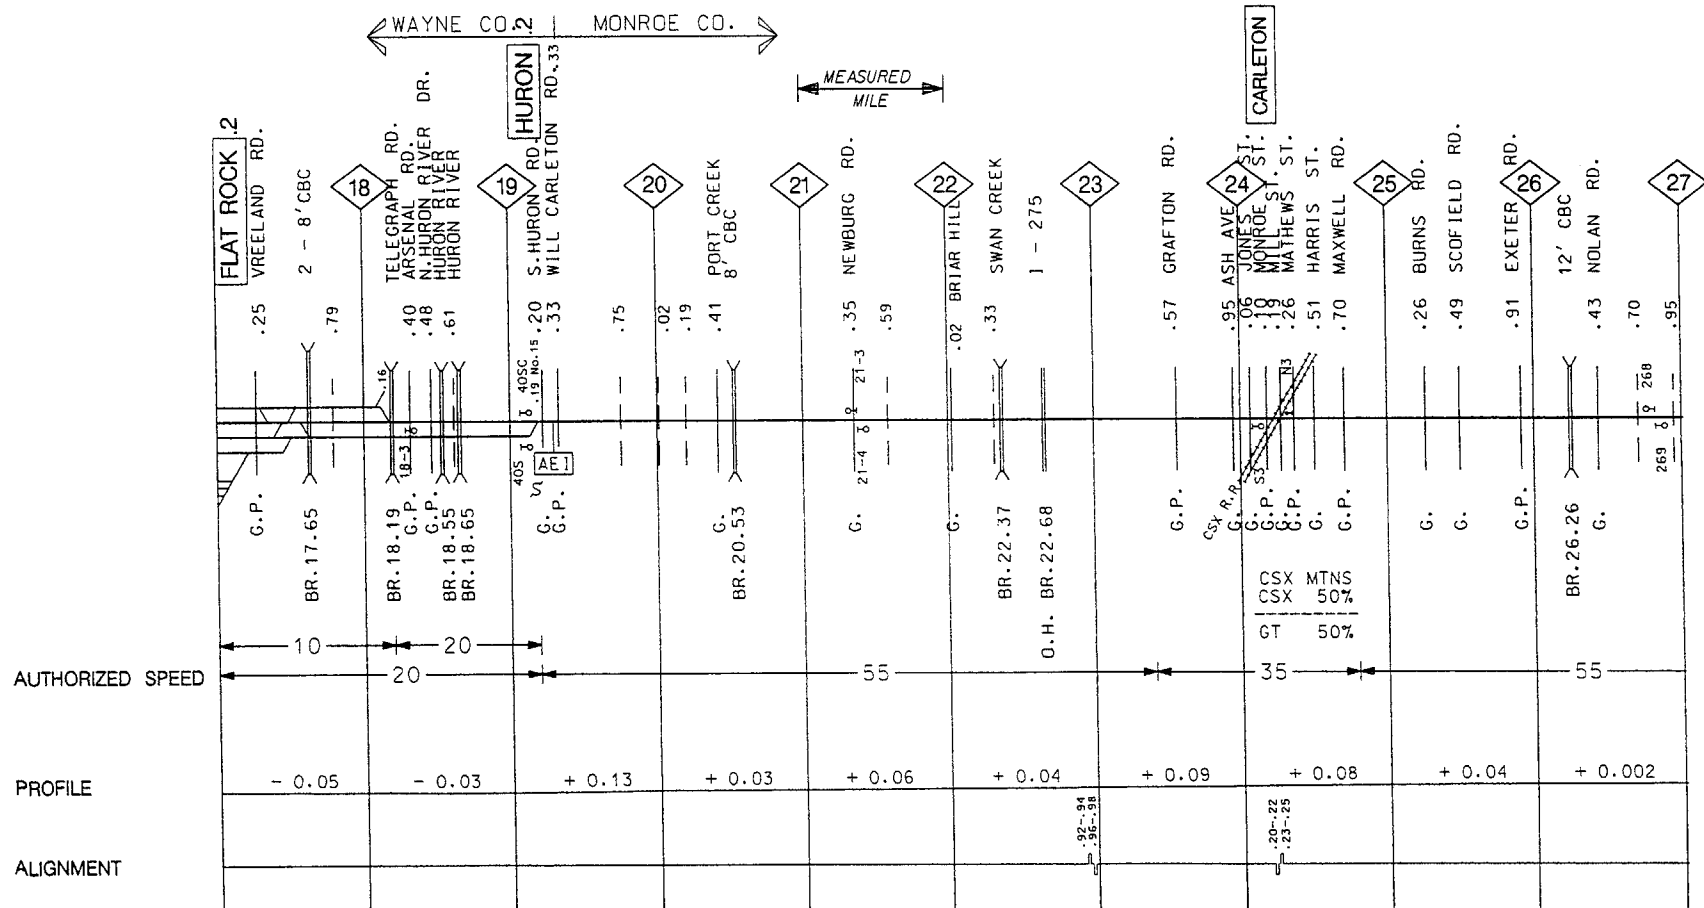 WAYNE CO. .2 MONROE CO.
MEASURED
MILE
FLAT ROCK .2
HURON
CARLETON
18
19
20
21
22
23
24
25
26
27
VREELAND RD.
2 - 8' CBC
TELEGRAPH RD.
ARSENAL RD.
N.HURON RIVER DR.
HURON RIVER
HURON RIVER
S.HURON RD.
WILL CARLETON RD. .33
PORT CREEK
8' CBC
NEWBURG RD.
BRIAR HILL
SWAN CREEK
I - 275
GRAFTON RD.
ASH AVE.
JONES ST.
MONROE ST.
MILL ST.
MATHEWS ST.
HARRIS ST.
MAXWELL RD.
BURNS RD.
SCOFIELD RD.
EXETER RD.
12' CBC
NOLAN RD.
.25
.79
.40
.48
.61
.20
.33
.75
.02
.19
.41
.35
.59
.02
.33
.57
.95
.06
.10
.19
.26
.51
.70
.26
.49
.91
.43
.70
.95
.16
18-3
40SC
.19 No.15
40S
AEI
21-3
21-4
N3
S3
268
269
CSX R.R.
G.P.
BR.17.65
BR.18.19
G.P.
G.P.
BR.18.55
BR.18.65
G.
G.P.
G.
BR.20.53
G.
G.
BR.22.37
O.H. BR.22.68
G.P.
G.
G.
G.P.
G.
G.P.
G.
G.P.
G.
G.
G.P.
BR.26.26
G.
CSX MTNS
CSX 50%
GT 50%
10 20
AUTHORIZED SPEED 20 55 35 55
PROFILE - 0.05 - 0.03 + 0.13 + 0.03 + 0.06 + 0.04 + 0.09 + 0.08 + 0.04 + 0.002
.92-.94
.96-.98
.20-.22
.23-.25
ALIGNMENT